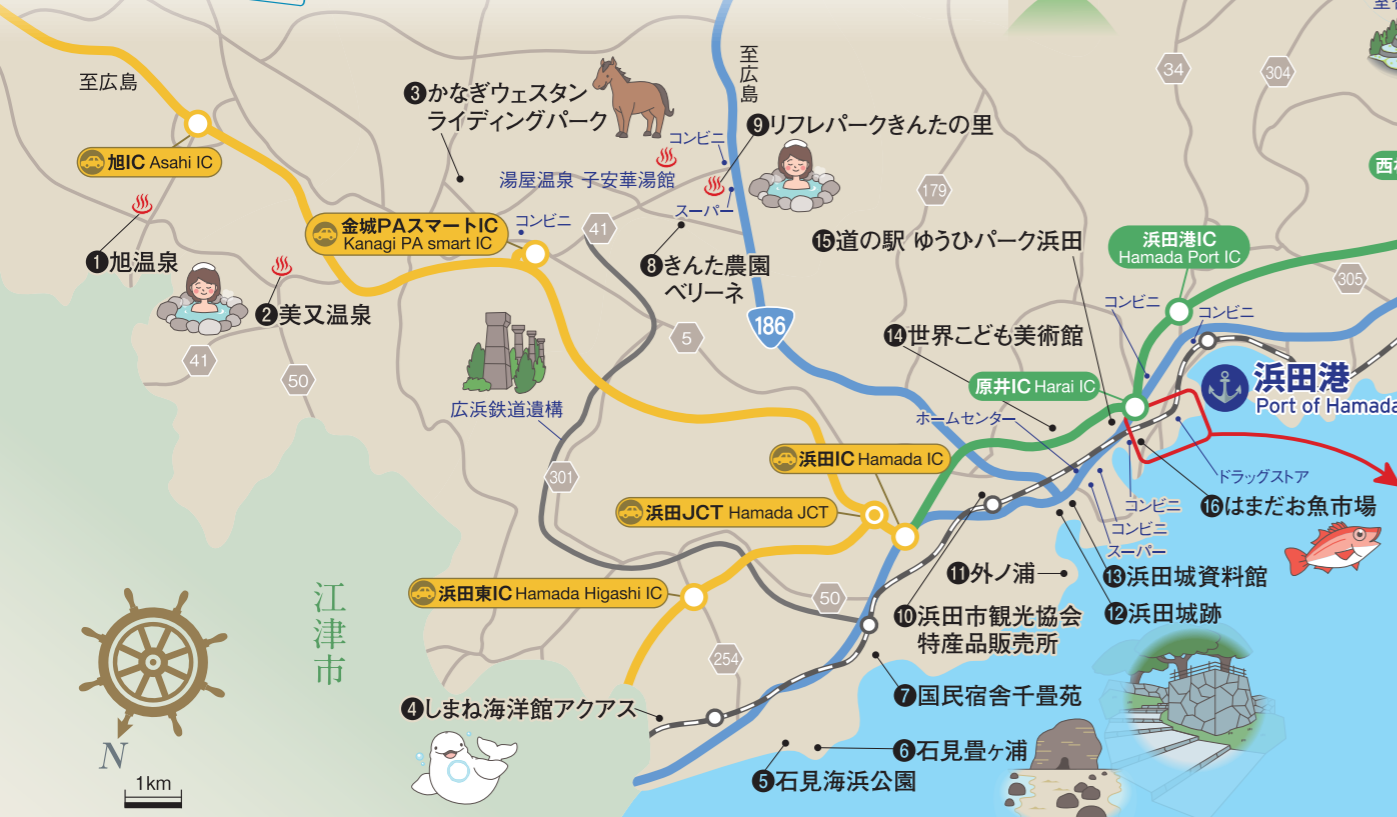 至広島
旭IC Asahi IC
❶旭温泉
❷美又温泉
41
50
❸かなぎウェスタン
ライディングパーク
金城PAスマートIC
Kanagi PA smart IC
コンビニ
41
湯屋温泉 子安華湯館
コンビニ
スーパー
至広島
❾リフレパークきんたの里
❽きんた農園
ベリーネ
186
5
広浜鉄道遺構
301
34
304
179
305
⓯道の駅 ゆうひパーク浜田
浜田港IC
Hamada Port IC
コンビニ
コンビニ
⓮世界こども美術館
原井IC Harai IC
ホームセンター
浜田港
Port of Hamada
ドラッグストア
⓰はまだお魚市場
コンビニ
コンビニ
スーパー
浜田IC Hamada IC
浜田JCT Hamada JCT
浜田東IC Hamada Higashi IC
50
254
⓫外ノ浦
❿浜田市観光協会
特産品販売所
⓭浜田城資料館
⓬浜田城跡
❼国民宿舎千畳苑
❻石見畳ヶ浦
❺石見海浜公園
❹しまね海洋館アクアス
江津市
N
1km